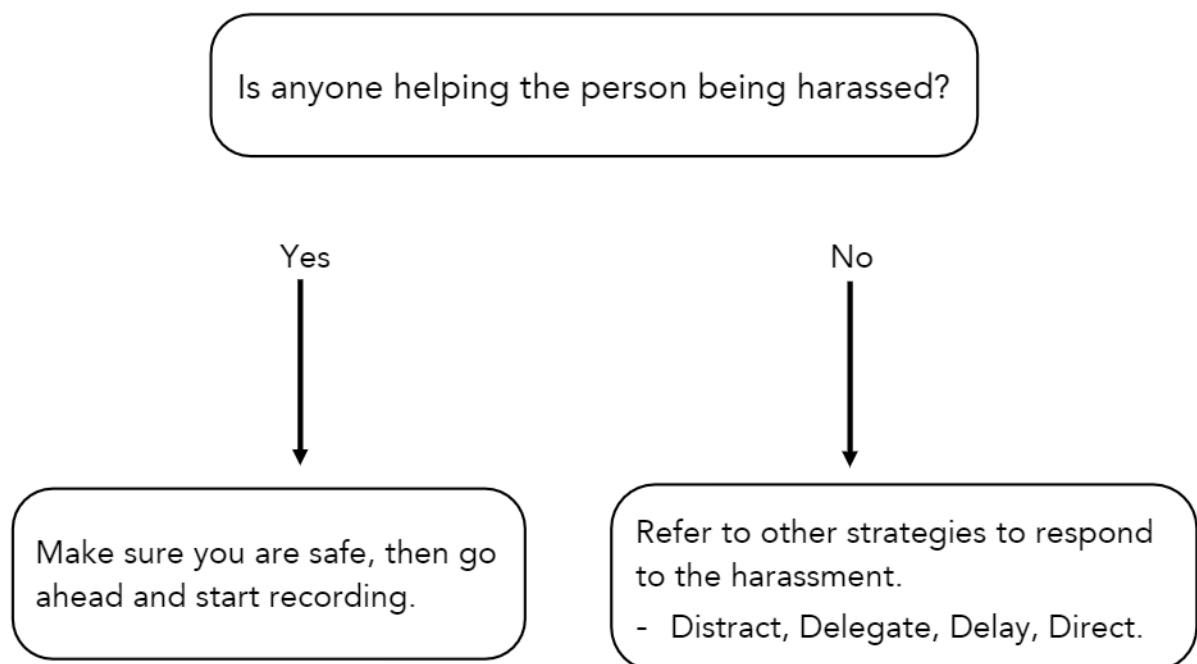 Is anyone helping the person being harassed?
Yes
No
Make sure you are safe, then go
ahead and start recording.
Refer to other strategies to respond
to the harassment.
- Distract, Delegate, Delay, Direct.